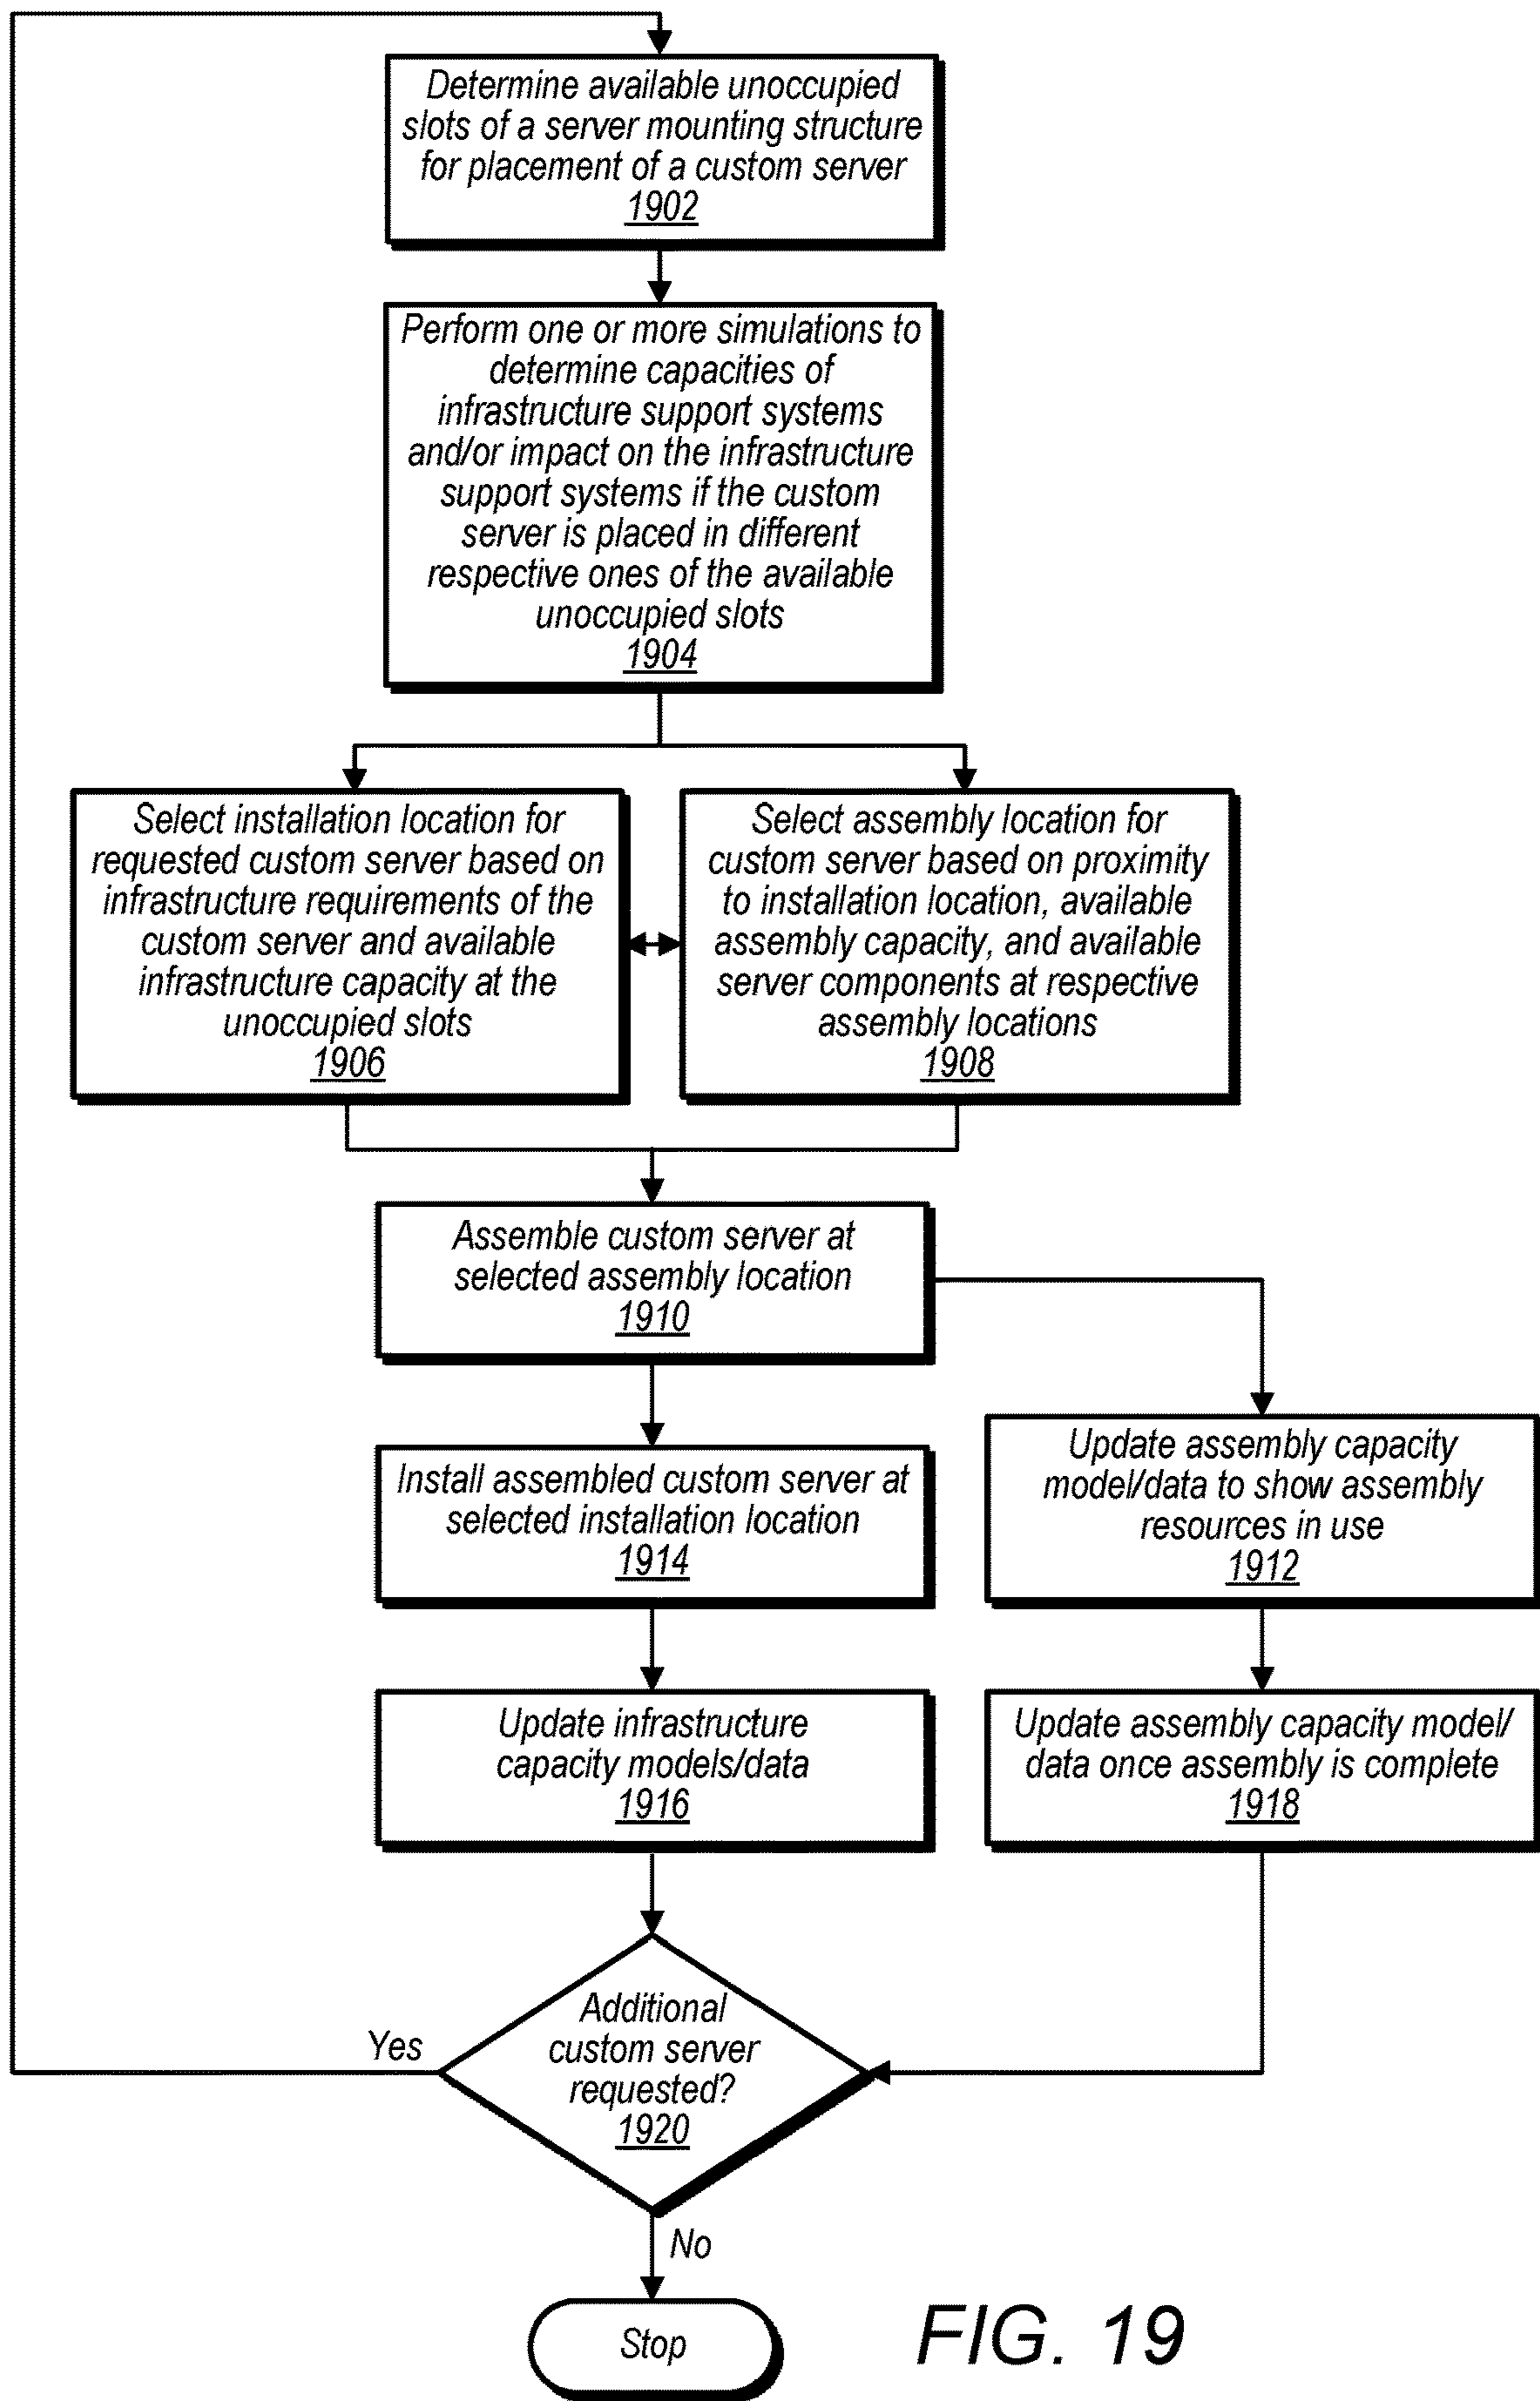 Determine available unoccupied
slots of a server mounting structure
for placement of a custom server
1902
Perform one or more simulations to
determine capacities of
infrastructure support systems
and/or impact on the infrastructure
support systems if the custom
server is placed in different
respective ones of the available
unoccupied slots
1904
Select installation location for
requested custom server based on
infrastructure requirements of the
custom server and available
infrastructure capacity at the
unoccupied slots
1906
Select assembly location for
custom server based on proximity
to installation location, available
assembly capacity, and available
server components at respective
assembly locations
1908
Assemble custom server at
selected assembly location
1910
Install assembled custom server at
selected installation location
1914
Update assembly capacity
model/data to show assembly
resources in use
1912
Update infrastructure
capacity models/data
1916
Update assembly capacity model/
data once assembly is complete
1918
Additional
custom server
requested?
1920
Yes
No
Stop
FIG. 19